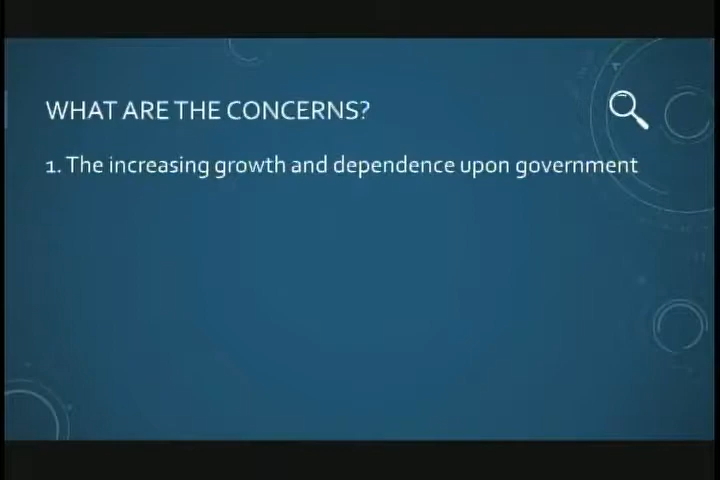 WHAT ARE THE CONCERNS?
1. The increasing growth and dependence upon government